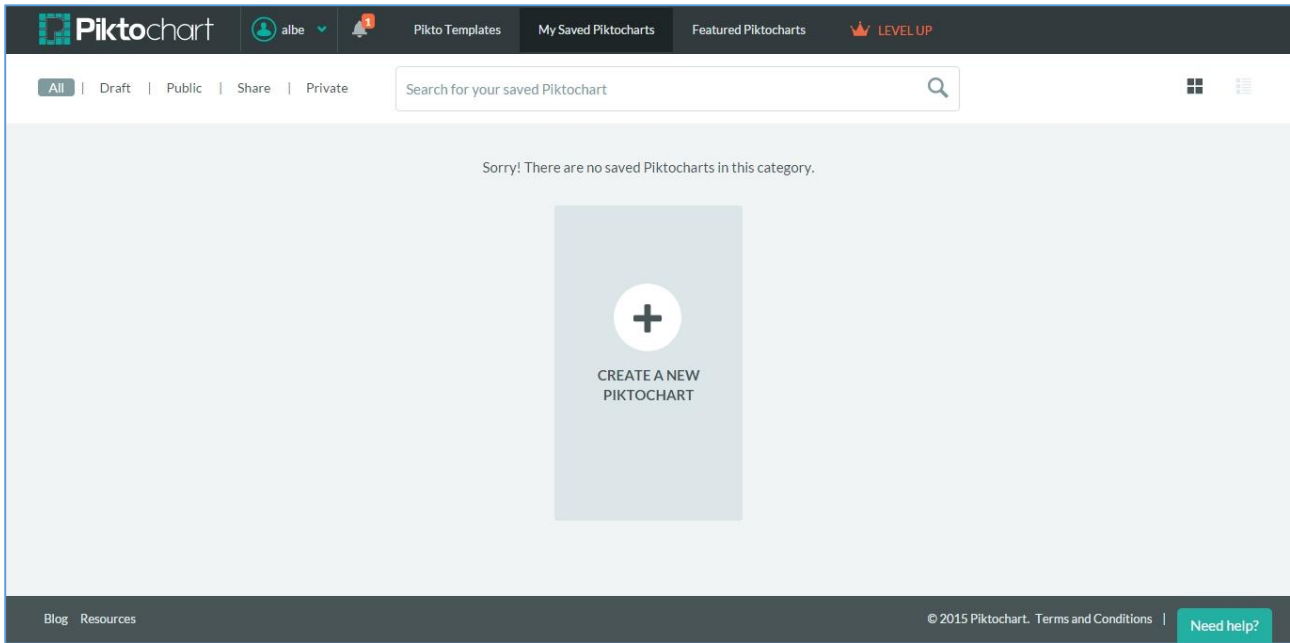 Piktochart albe 1 Pikto Templates My Saved Piktocharts Featured Piktocharts LEVEL UP
All | Draft | Public | Share | Private Search for your saved Piktochart
Sorry! There are no saved Piktocharts in this category.
CREATE A NEW
PIKTOCHART
Blog Resources © 2015 Piktochart. Terms and Conditions | Need help?